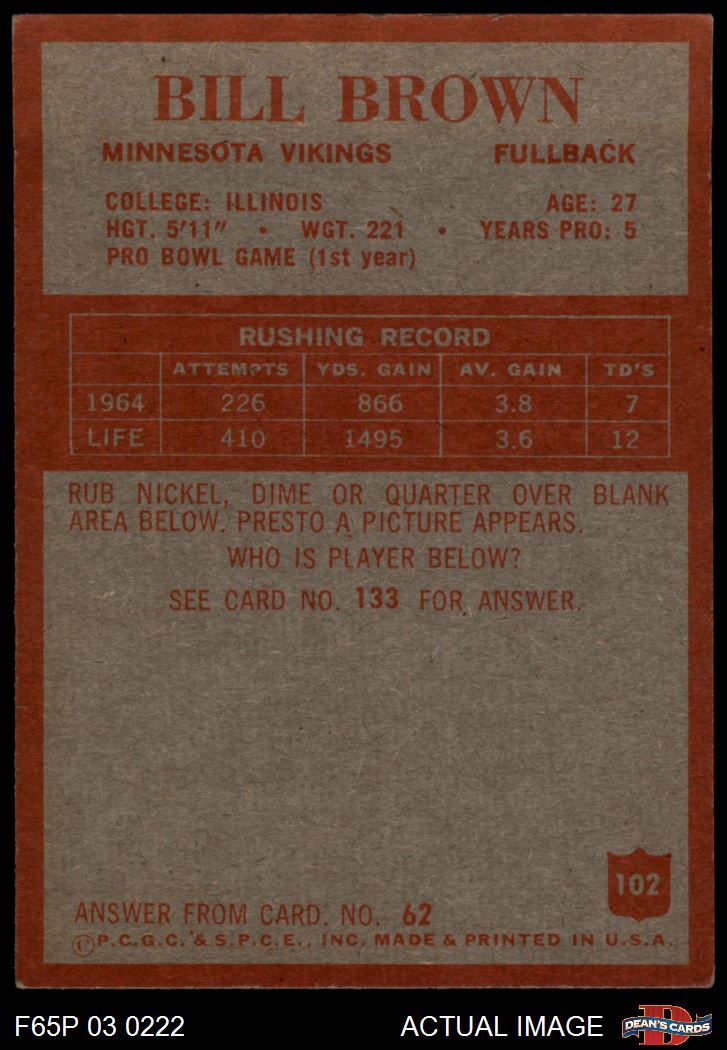 BILL BROWN
MINNESOTA VIKINGS FULLBACK
COLLEGE: ILLINOIS AGE: 27
HGT. 5'11" • WGT. 221 • YEARS PRO: 5
PRO BOWL GAME (1st year)
RUSHING RECORD
ATTEMPTS YDS. GAIN AV. GAIN TD'S
1964 226 866 3.8 7
LIFE 410 1495 3.6 12
RUB NICKEL, DIME OR QUARTER OVER BLANK
AREA BELOW. PRESTO A PICTURE APPEARS.
WHO IS PLAYER BELOW?
SEE CARD NO. 133 FOR ANSWER.
102
ANSWER FROM CARD. NO. 62
©P.C.G.C. & S.P.C.E., INC. MADE & PRINTED IN U.S.A.
F65P 03 0222 ACTUAL IMAGE D DEAN'S CARDS